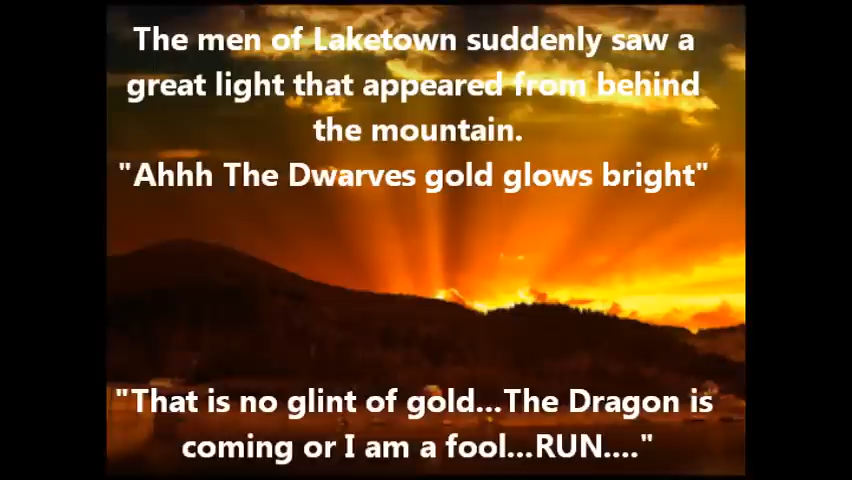 The men of Laketown suddenly saw a
great light that appeared from behind
the mountain.
"Ahhh The Dwarves gold glows bright"
"That is no glint of gold...The Dragon is
coming or I am a fool...RUN...."